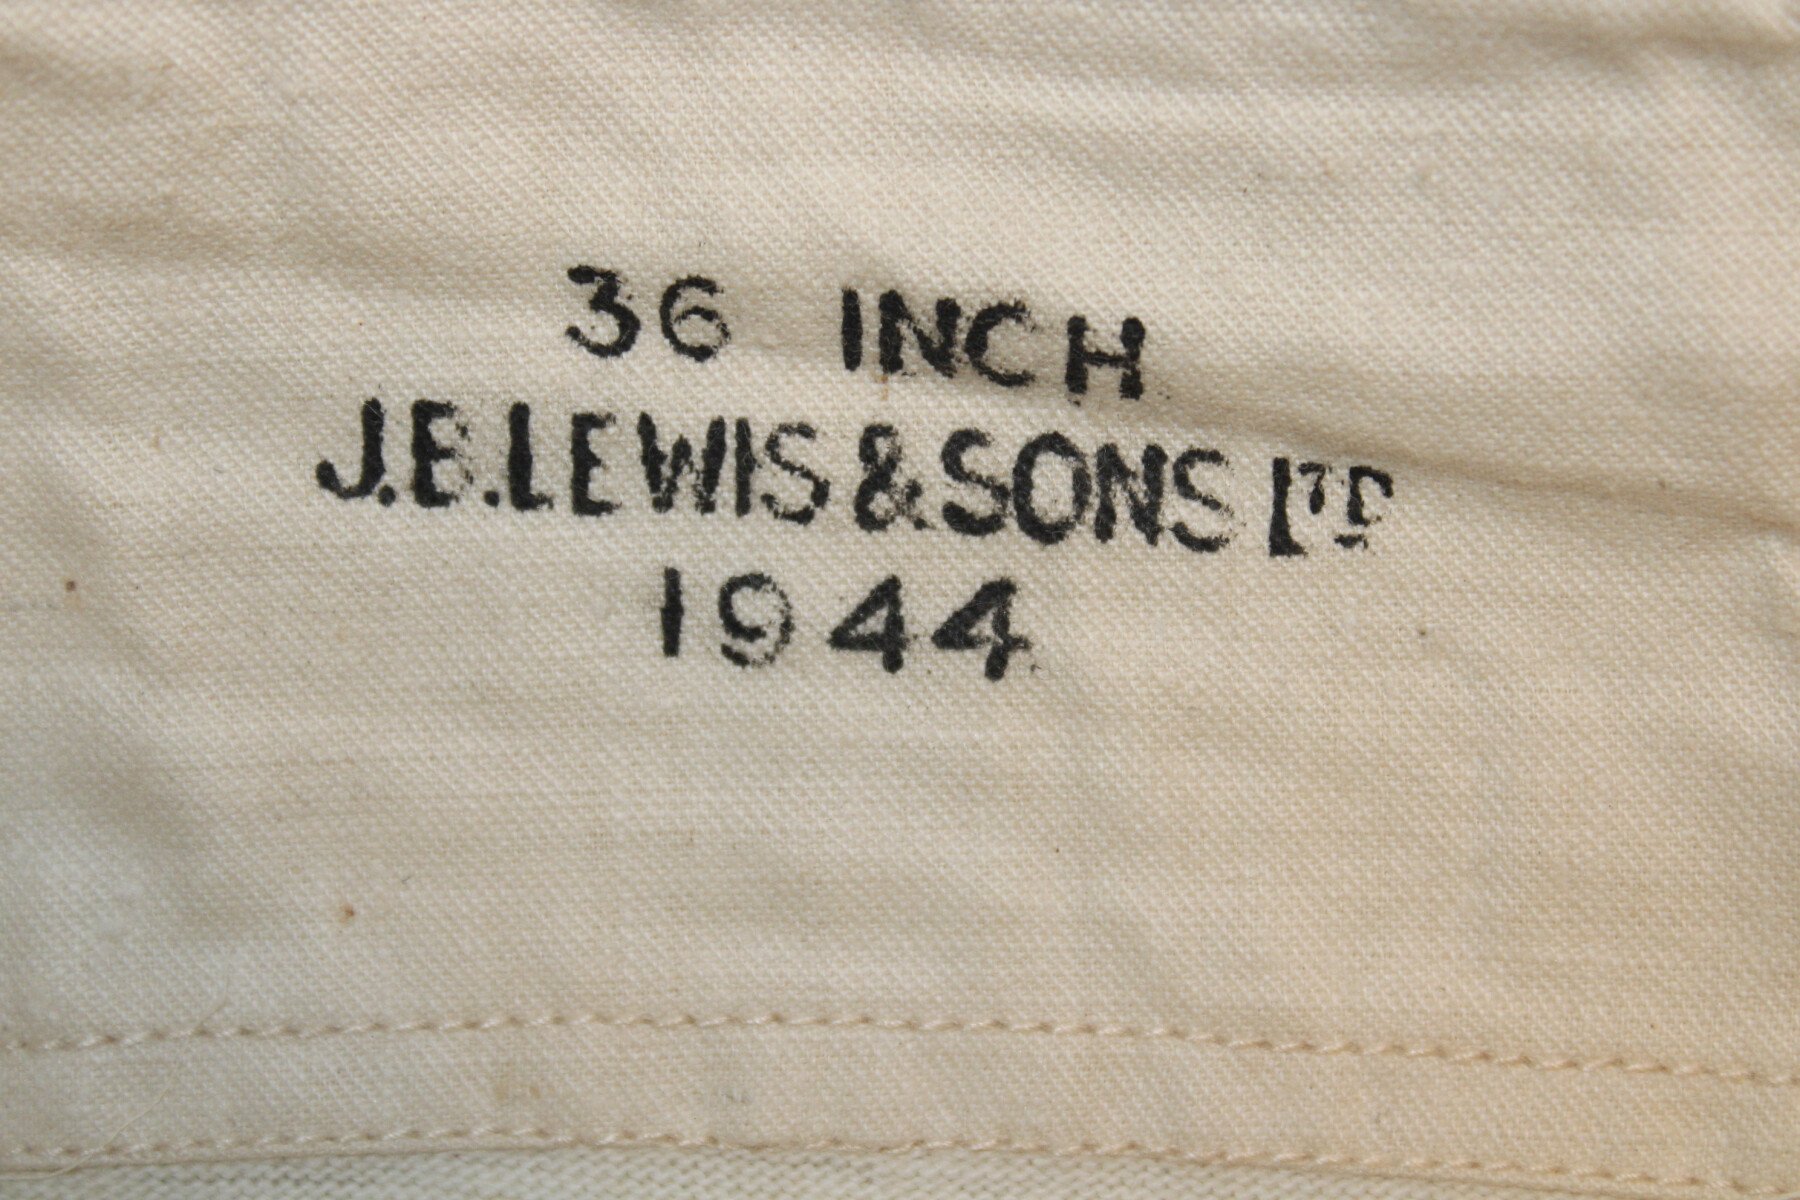 36 INCH
J.B.LEWIS & SONS LTD
1944